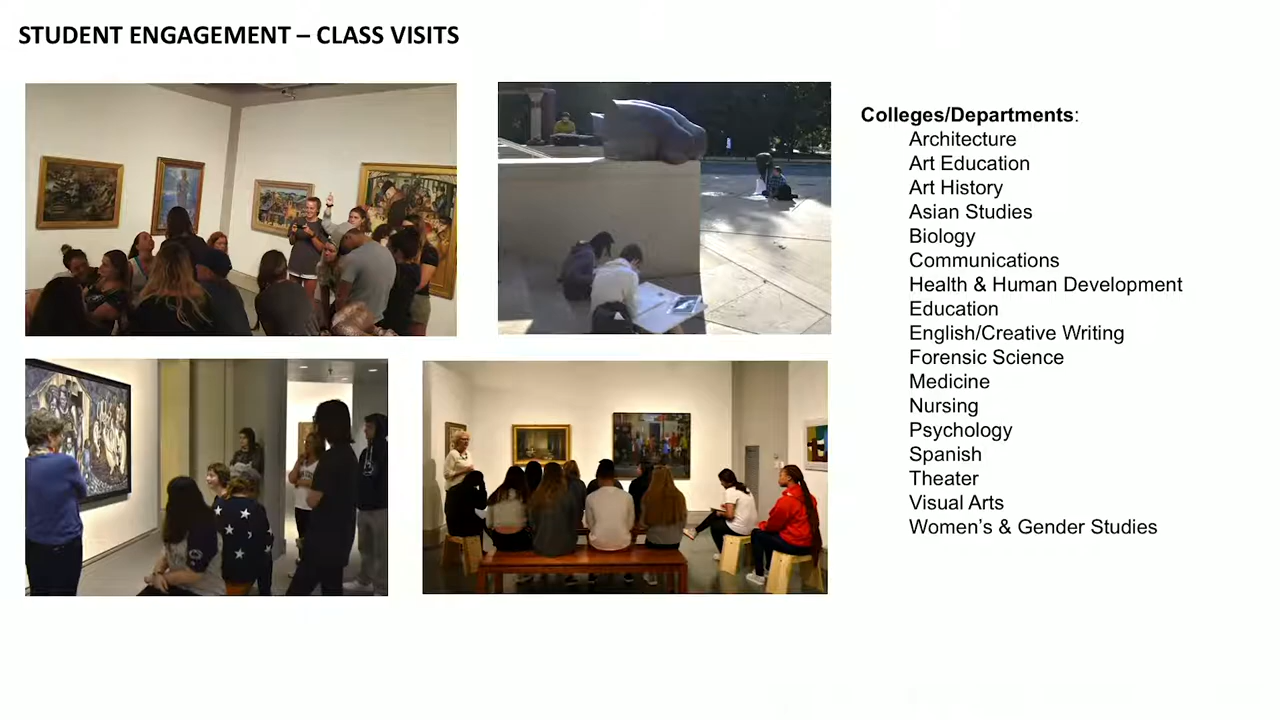 STUDENT ENGAGEMENT – CLASS VISITS
Colleges/Departments:
Architecture
Art Education
Art History
Asian Studies
Biology
Communications
Health & Human Development
Education
English/Creative Writing
Forensic Science
Medicine
Nursing
Psychology
Spanish
Theater
Visual Arts
Women’s & Gender Studies